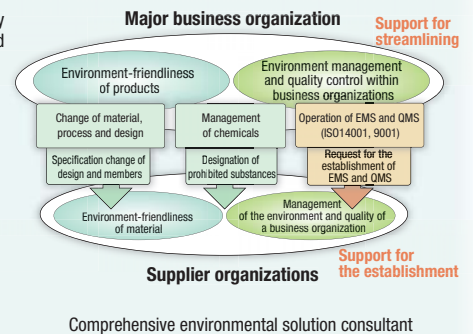 y
d
Major business organization
Support for
streamlining
Environment-friendliness
of products
Environment management
and quality control within
business organizations
Change of material,
process and design
Management
of chemicals
Operation of EMS and QMS
(ISO14001, 9001)
Specification change of
design and members
Designation of
prohibited substances
Request for the
establishment of
EMS and QMS
Environment-friendliness
of material
Management
of the environment and quality of
a business organization
Supplier organizations
Support for
the establishment
Comprehensive environmental solution consultant